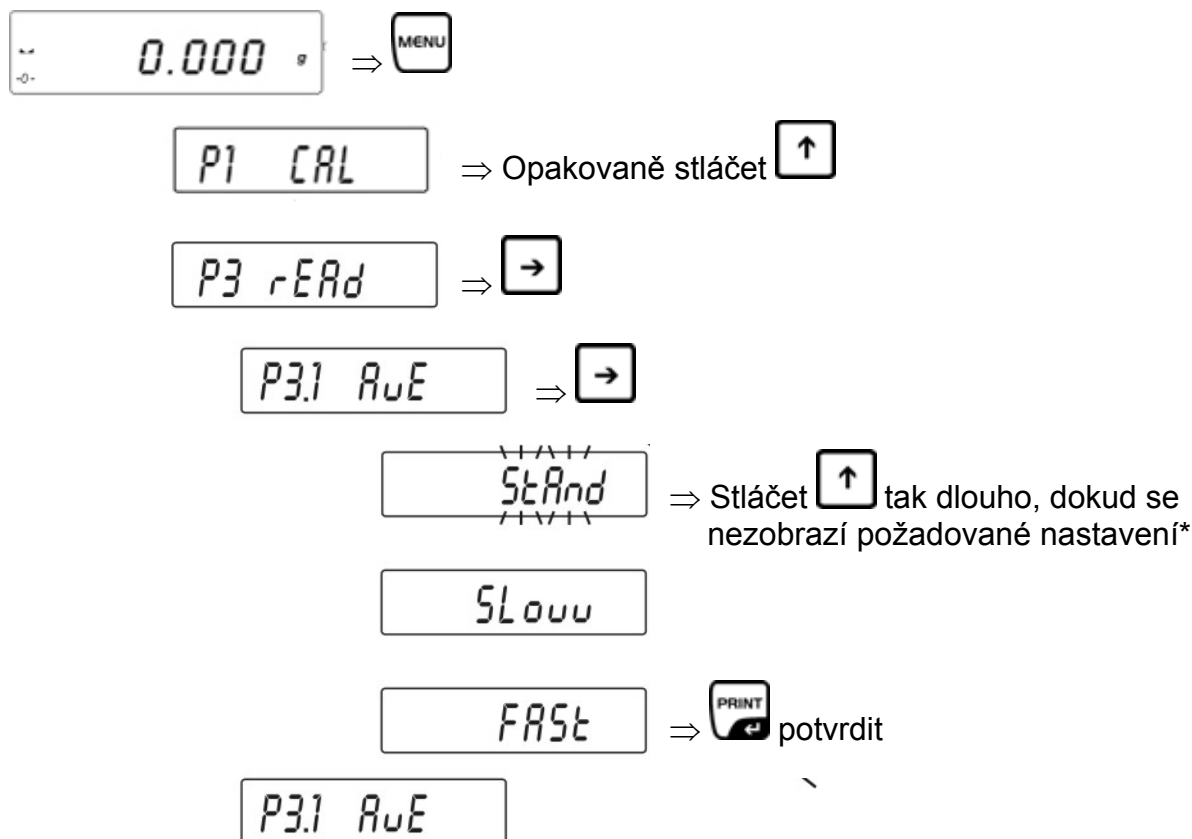 0.000 g ⇒ MENU
-0-
P1 CAL ⇒ Opakovaně stláčet ↑
P3 rEAd ⇒ →
P3.1 AvE ⇒ →
StAnd ⇒ Stláčet ↑ tak dlouho, dokud se
nezobrazí požadované nastavení*
SLouu
FASt ⇒ PRINT potvrdit
P3.1 AvE